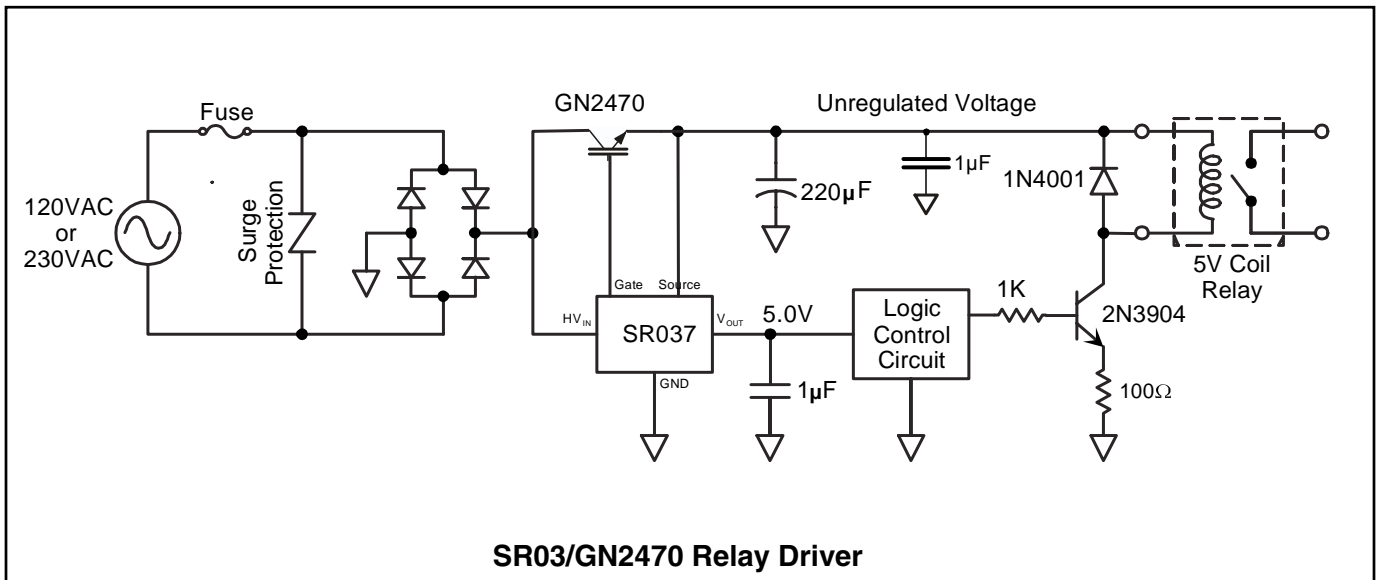 GN2470
Unregulated Voltage
Fuse
1µF
1N4001
220µF
120VAC
or
230VAC
Surge
Protection
5V Coil
Relay
Gate
Source
1K
2N3904
HVIN
SR037
VOUT
5.0V
Logic
Control
Circuit
GND
1µF
100Ω
SR03/GN2470 Relay Driver